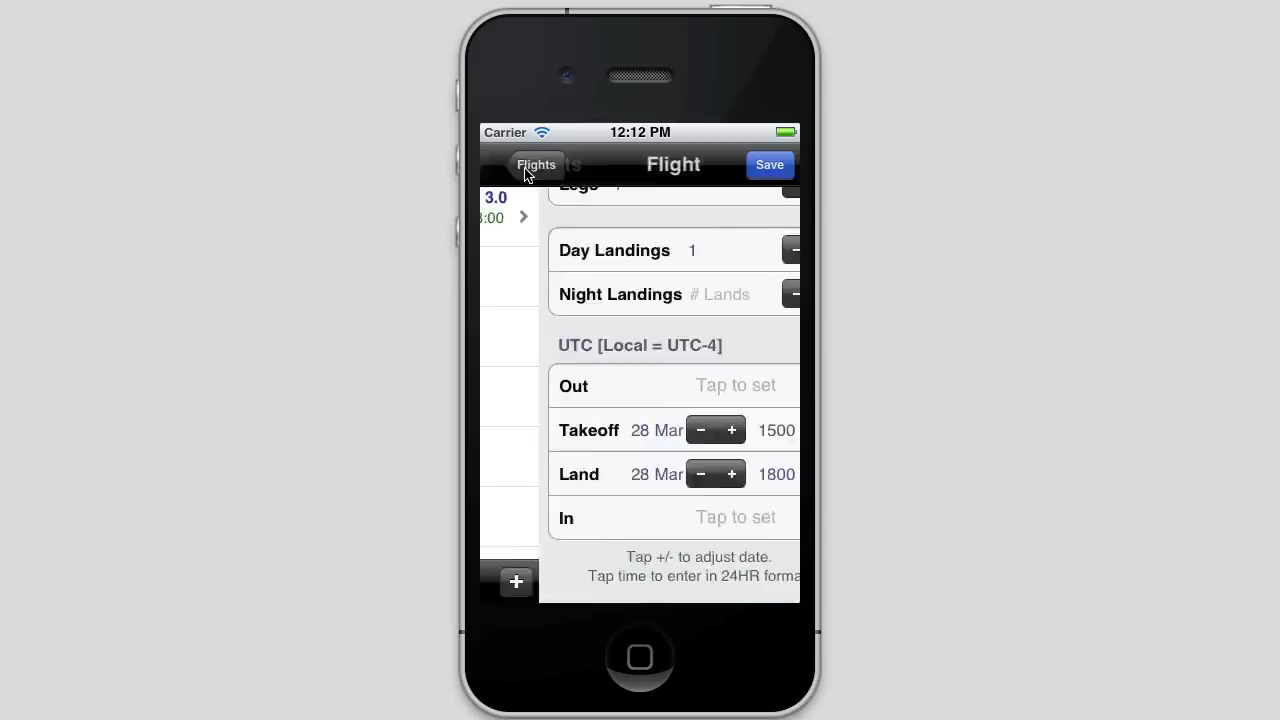 Carrier 12:12 PM
Flights Flight Save
3.0
Legs
:00
Day Landings 1
Night Landings # Lands
UTC [Local = UTC-4]
Out Tap to set
Takeoff 28 Mar - + 1500
Land 28 Mar - + 1800
In Tap to set
Tap +/- to adjust date.
Tap time to enter in 24HR forma
+